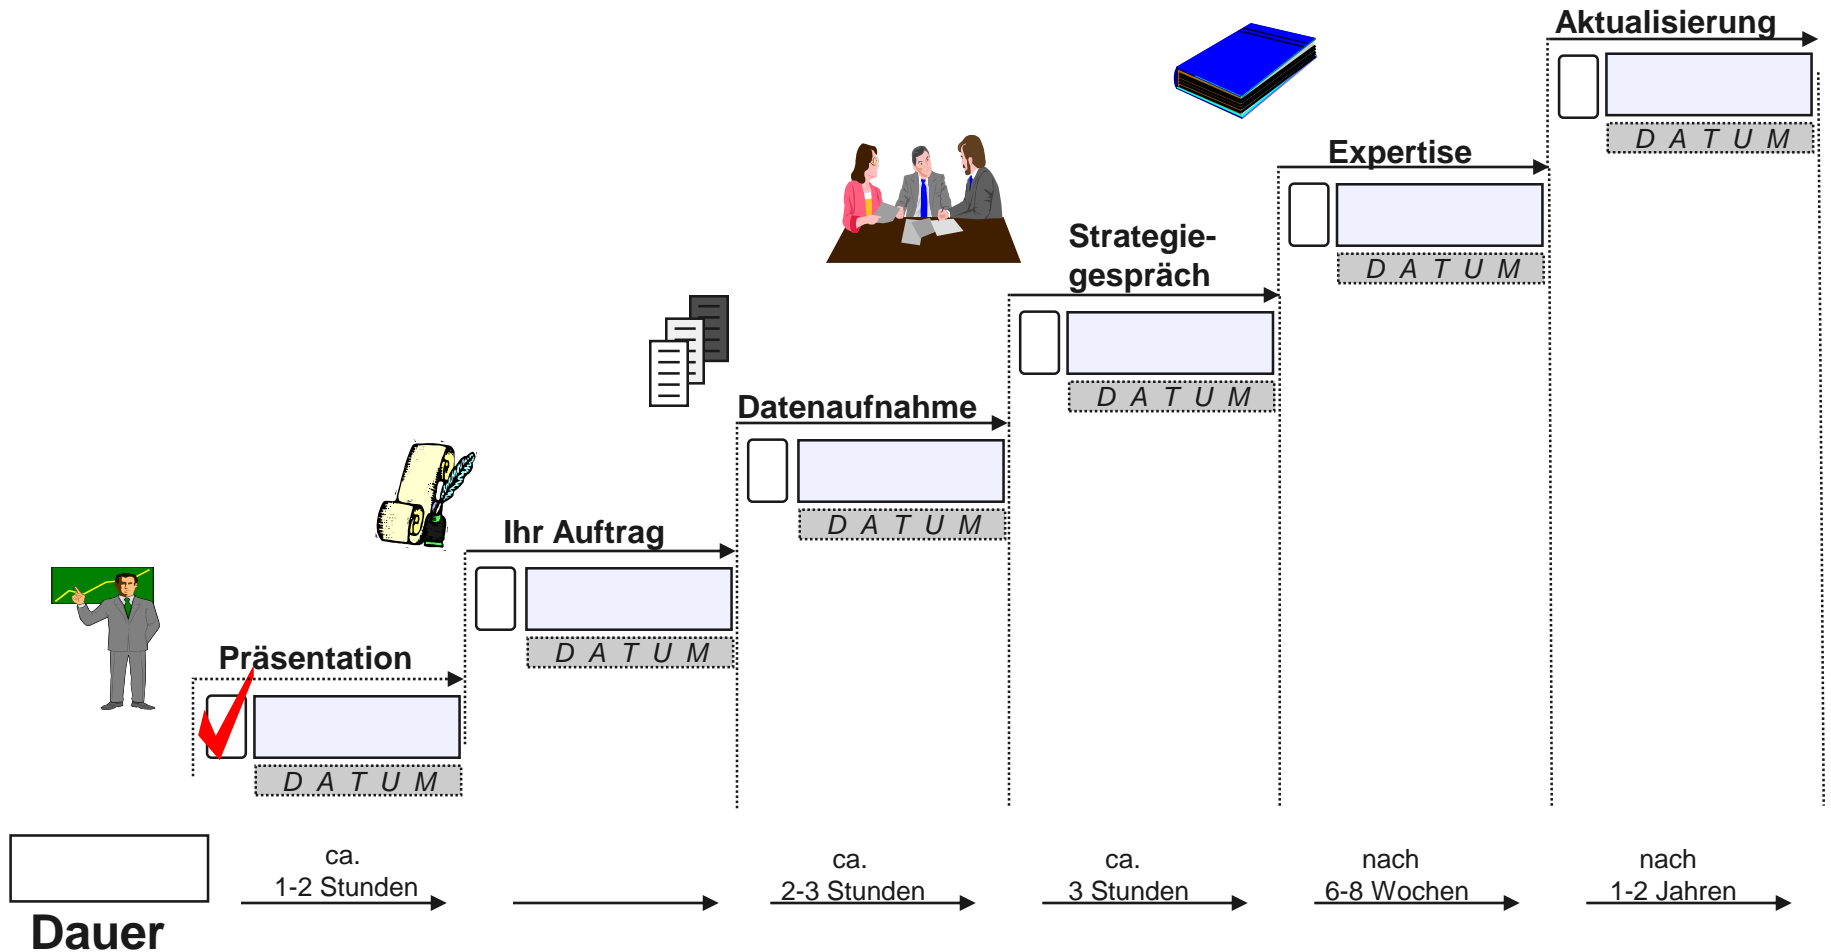 Aktualisierung
D A T U M
Expertise
D A T U M
Strategie-
gespräch
D A T U M
Datenaufnahme
D A T U M
Ihr Auftrag
D A T U M
Präsentation
D A T U M
Dauer
ca.
1-2 Stunden
ca.
2-3 Stunden
ca.
3 Stunden
nach
6-8 Wochen
nach
1-2 Jahren